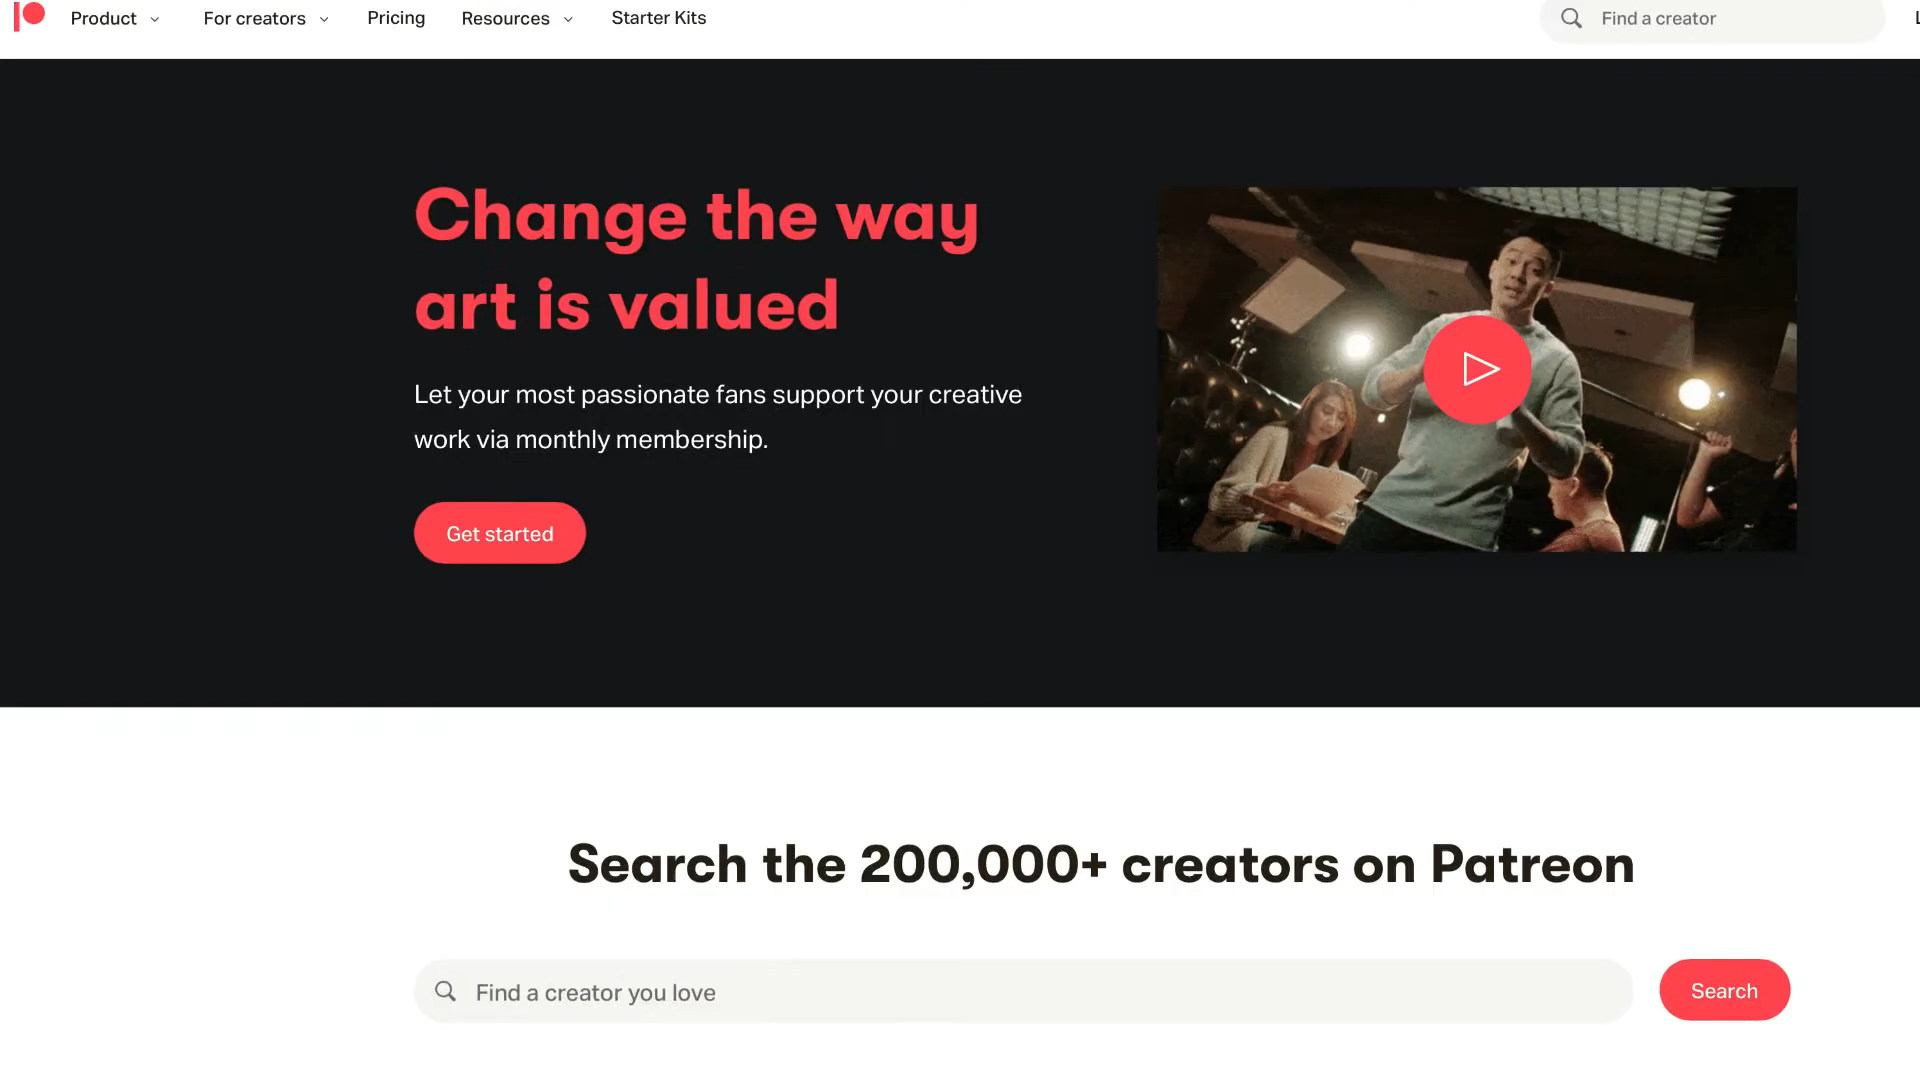 Product
For creators
Pricing
Resources
Starter Kits
Find a creator
Change the way
art is valued
Let your most passionate fans support your creative
work via monthly membership.
Get started
Search the 200,000+ creators on Patreon
Find a creator you love
Search